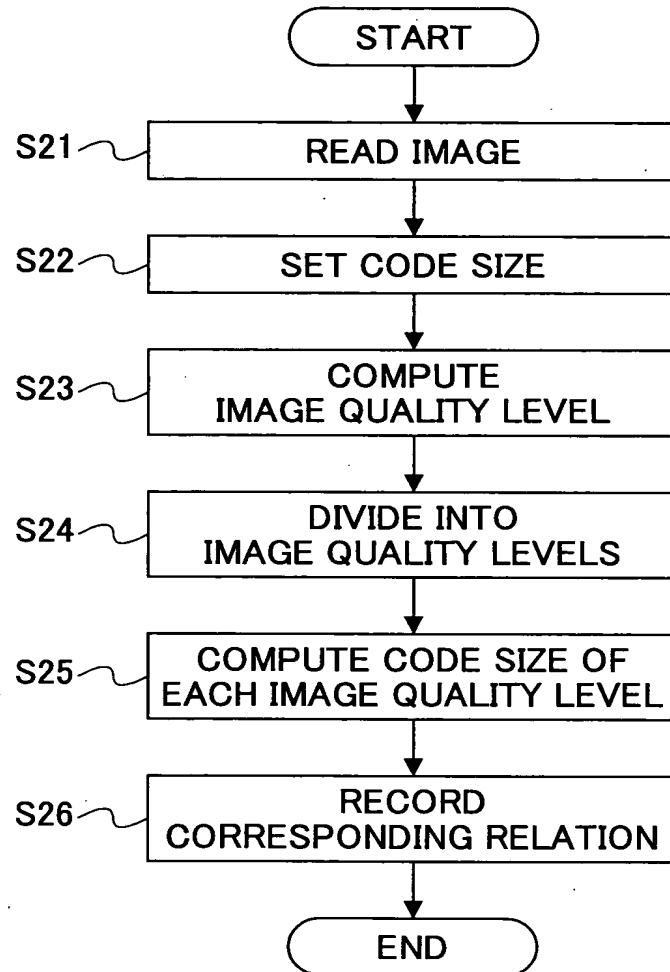 START
S21
READ IMAGE
S22
SET CODE SIZE
S23
COMPUTE
IMAGE QUALITY LEVEL
S24
DIVIDE INTO
IMAGE QUALITY LEVELS
S25
COMPUTE CODE SIZE OF
EACH IMAGE QUALITY LEVEL
S26
RECORD
CORRESPONDING RELATION
END